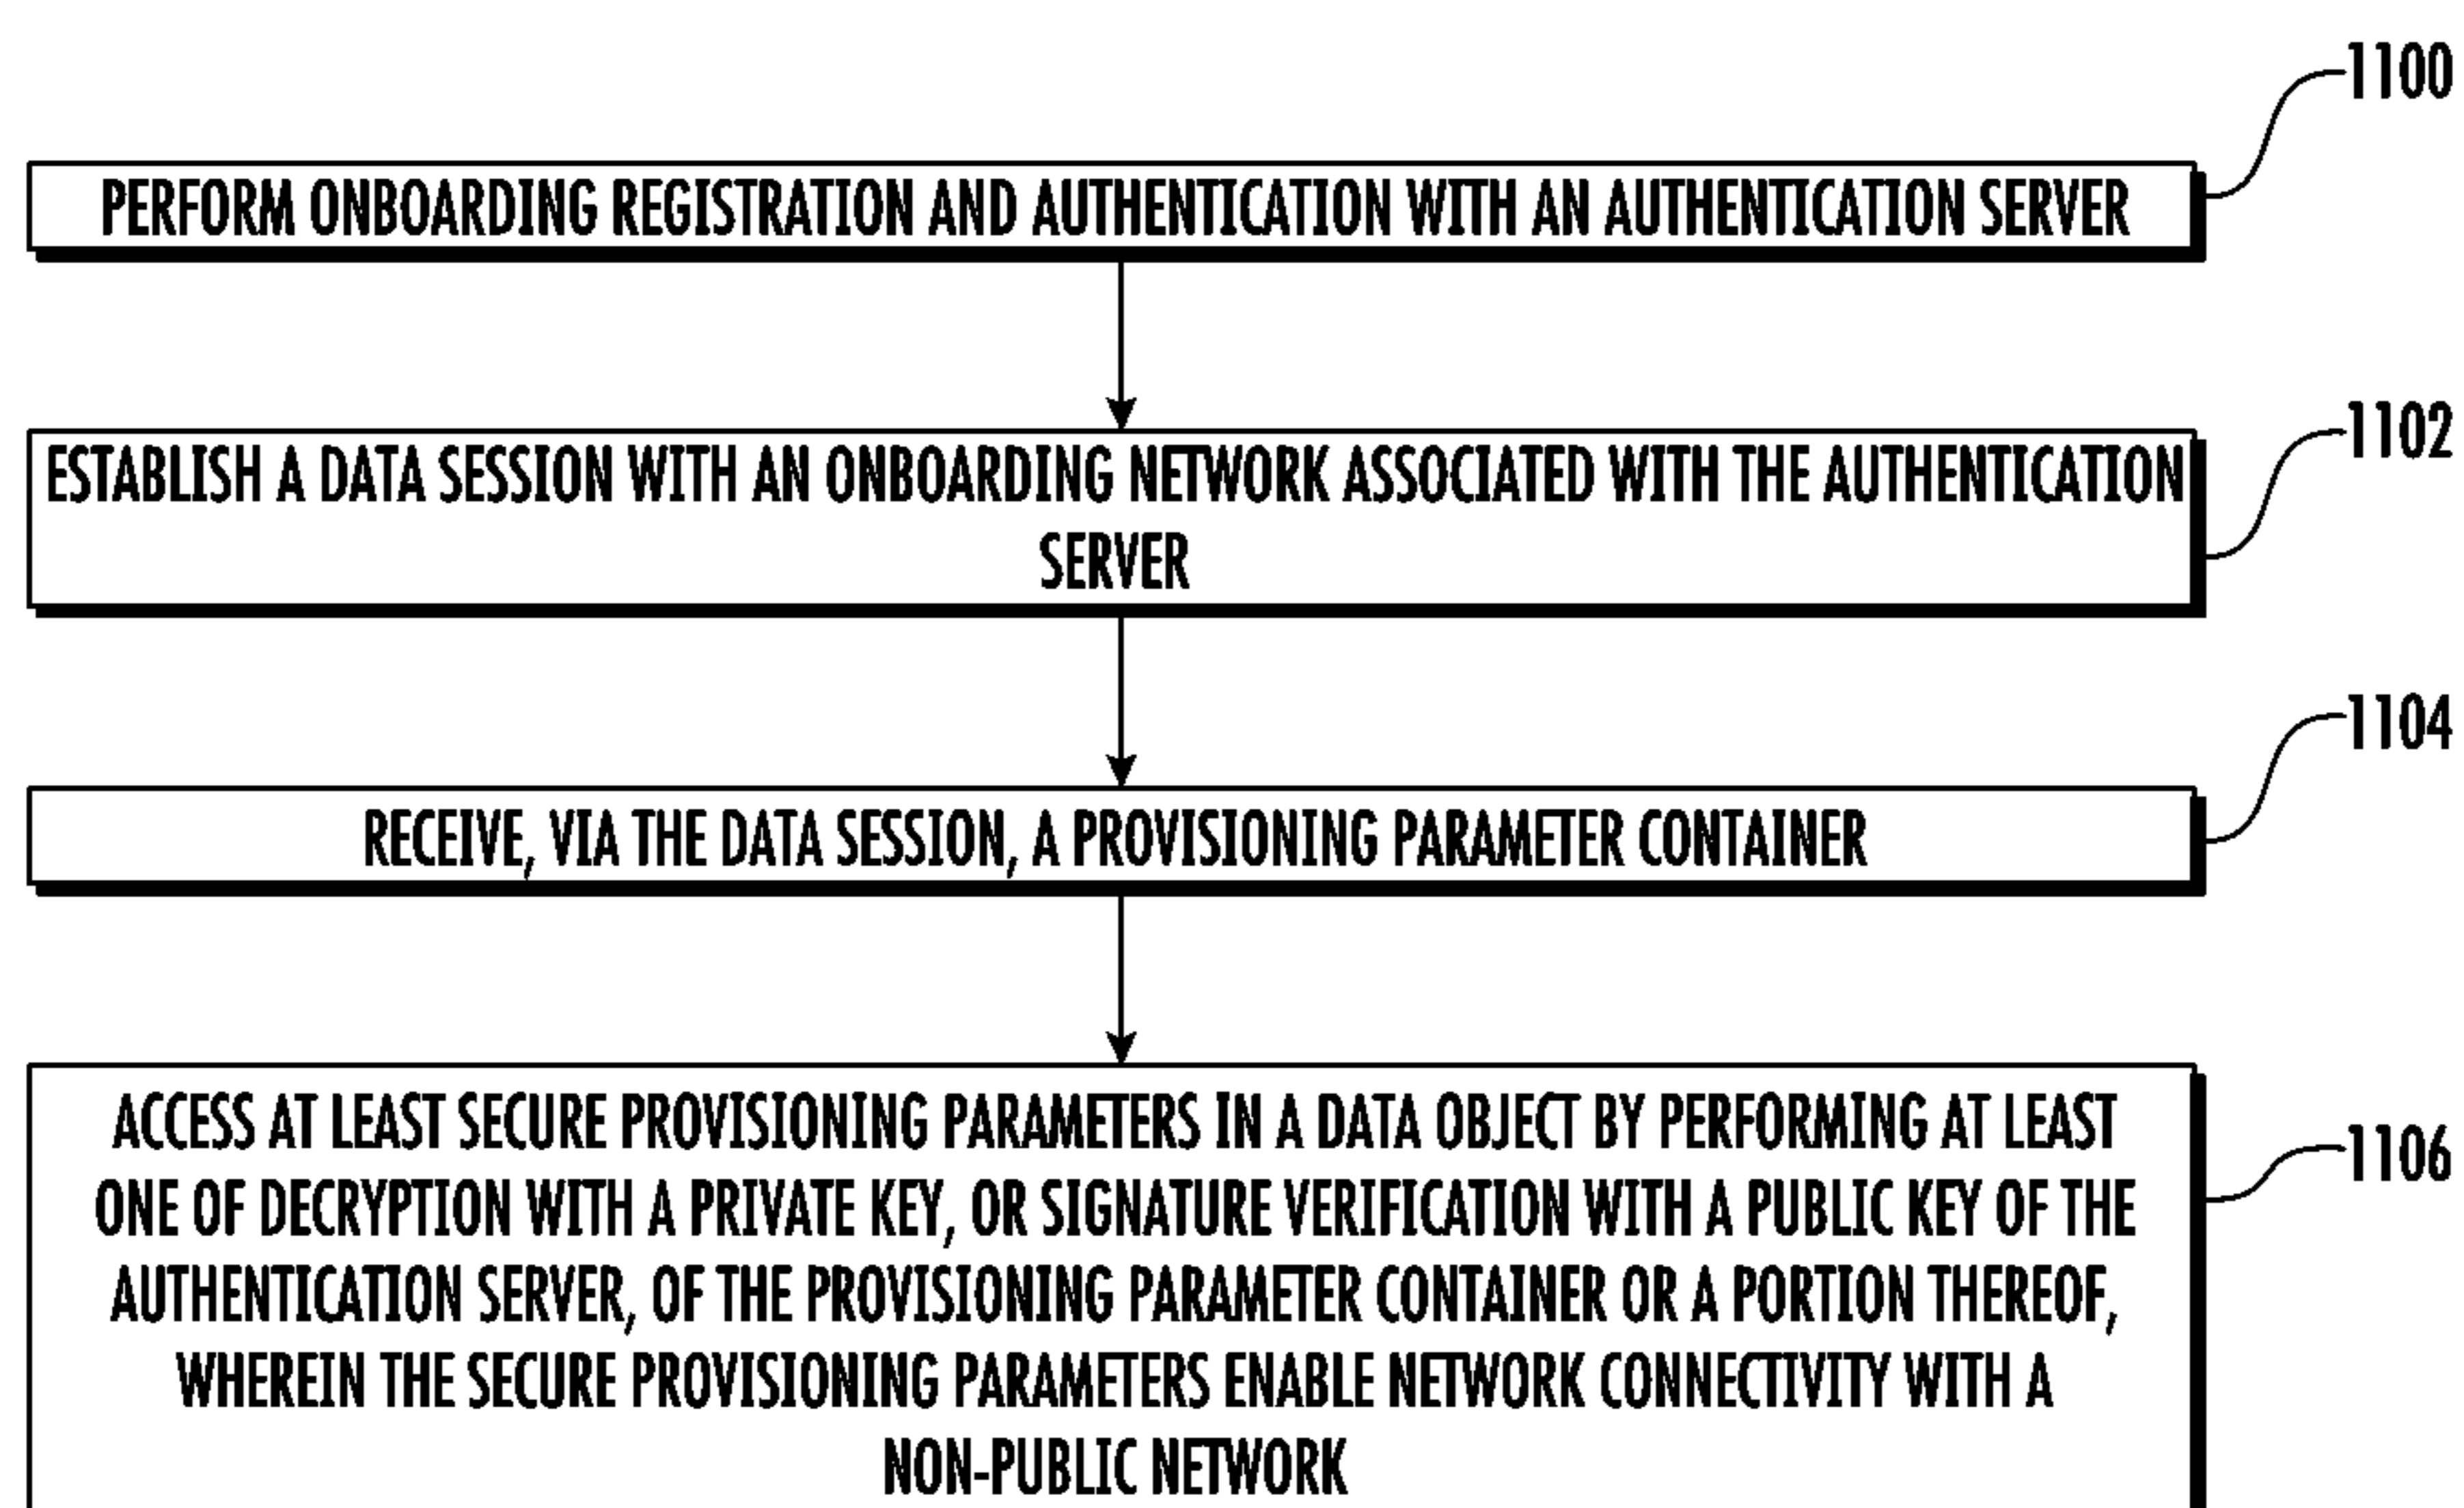 1100
PERFORM ONBOARDING REGISTRATION AND AUTHENTICATION WITH AN AUTHENTICATION SERVER
1102
ESTABLISH A DATA SESSION WITH AN ONBOARDING NETWORK ASSOCIATED WITH THE AUTHENTICATION
SERVER
1104
RECEIVE, VIA THE DATA SESSION, A PROVISIONING PARAMETER CONTAINER
1106
ACCESS AT LEAST SECURE PROVISIONING PARAMETERS IN A DATA OBJECT BY PERFORMING AT LEAST
ONE OF DECRYPTION WITH A PRIVATE KEY, OR SIGNATURE VERIFICATION WITH A PUBLIC KEY OF THE
AUTHENTICATION SERVER, OF THE PROVISIONING PARAMETER CONTAINER OR A PORTION THEREOF,
WHEREIN THE SECURE PROVISIONING PARAMETERS ENABLE NETWORK CONNECTIVITY WITH A
NON-PUBLIC NETWORK